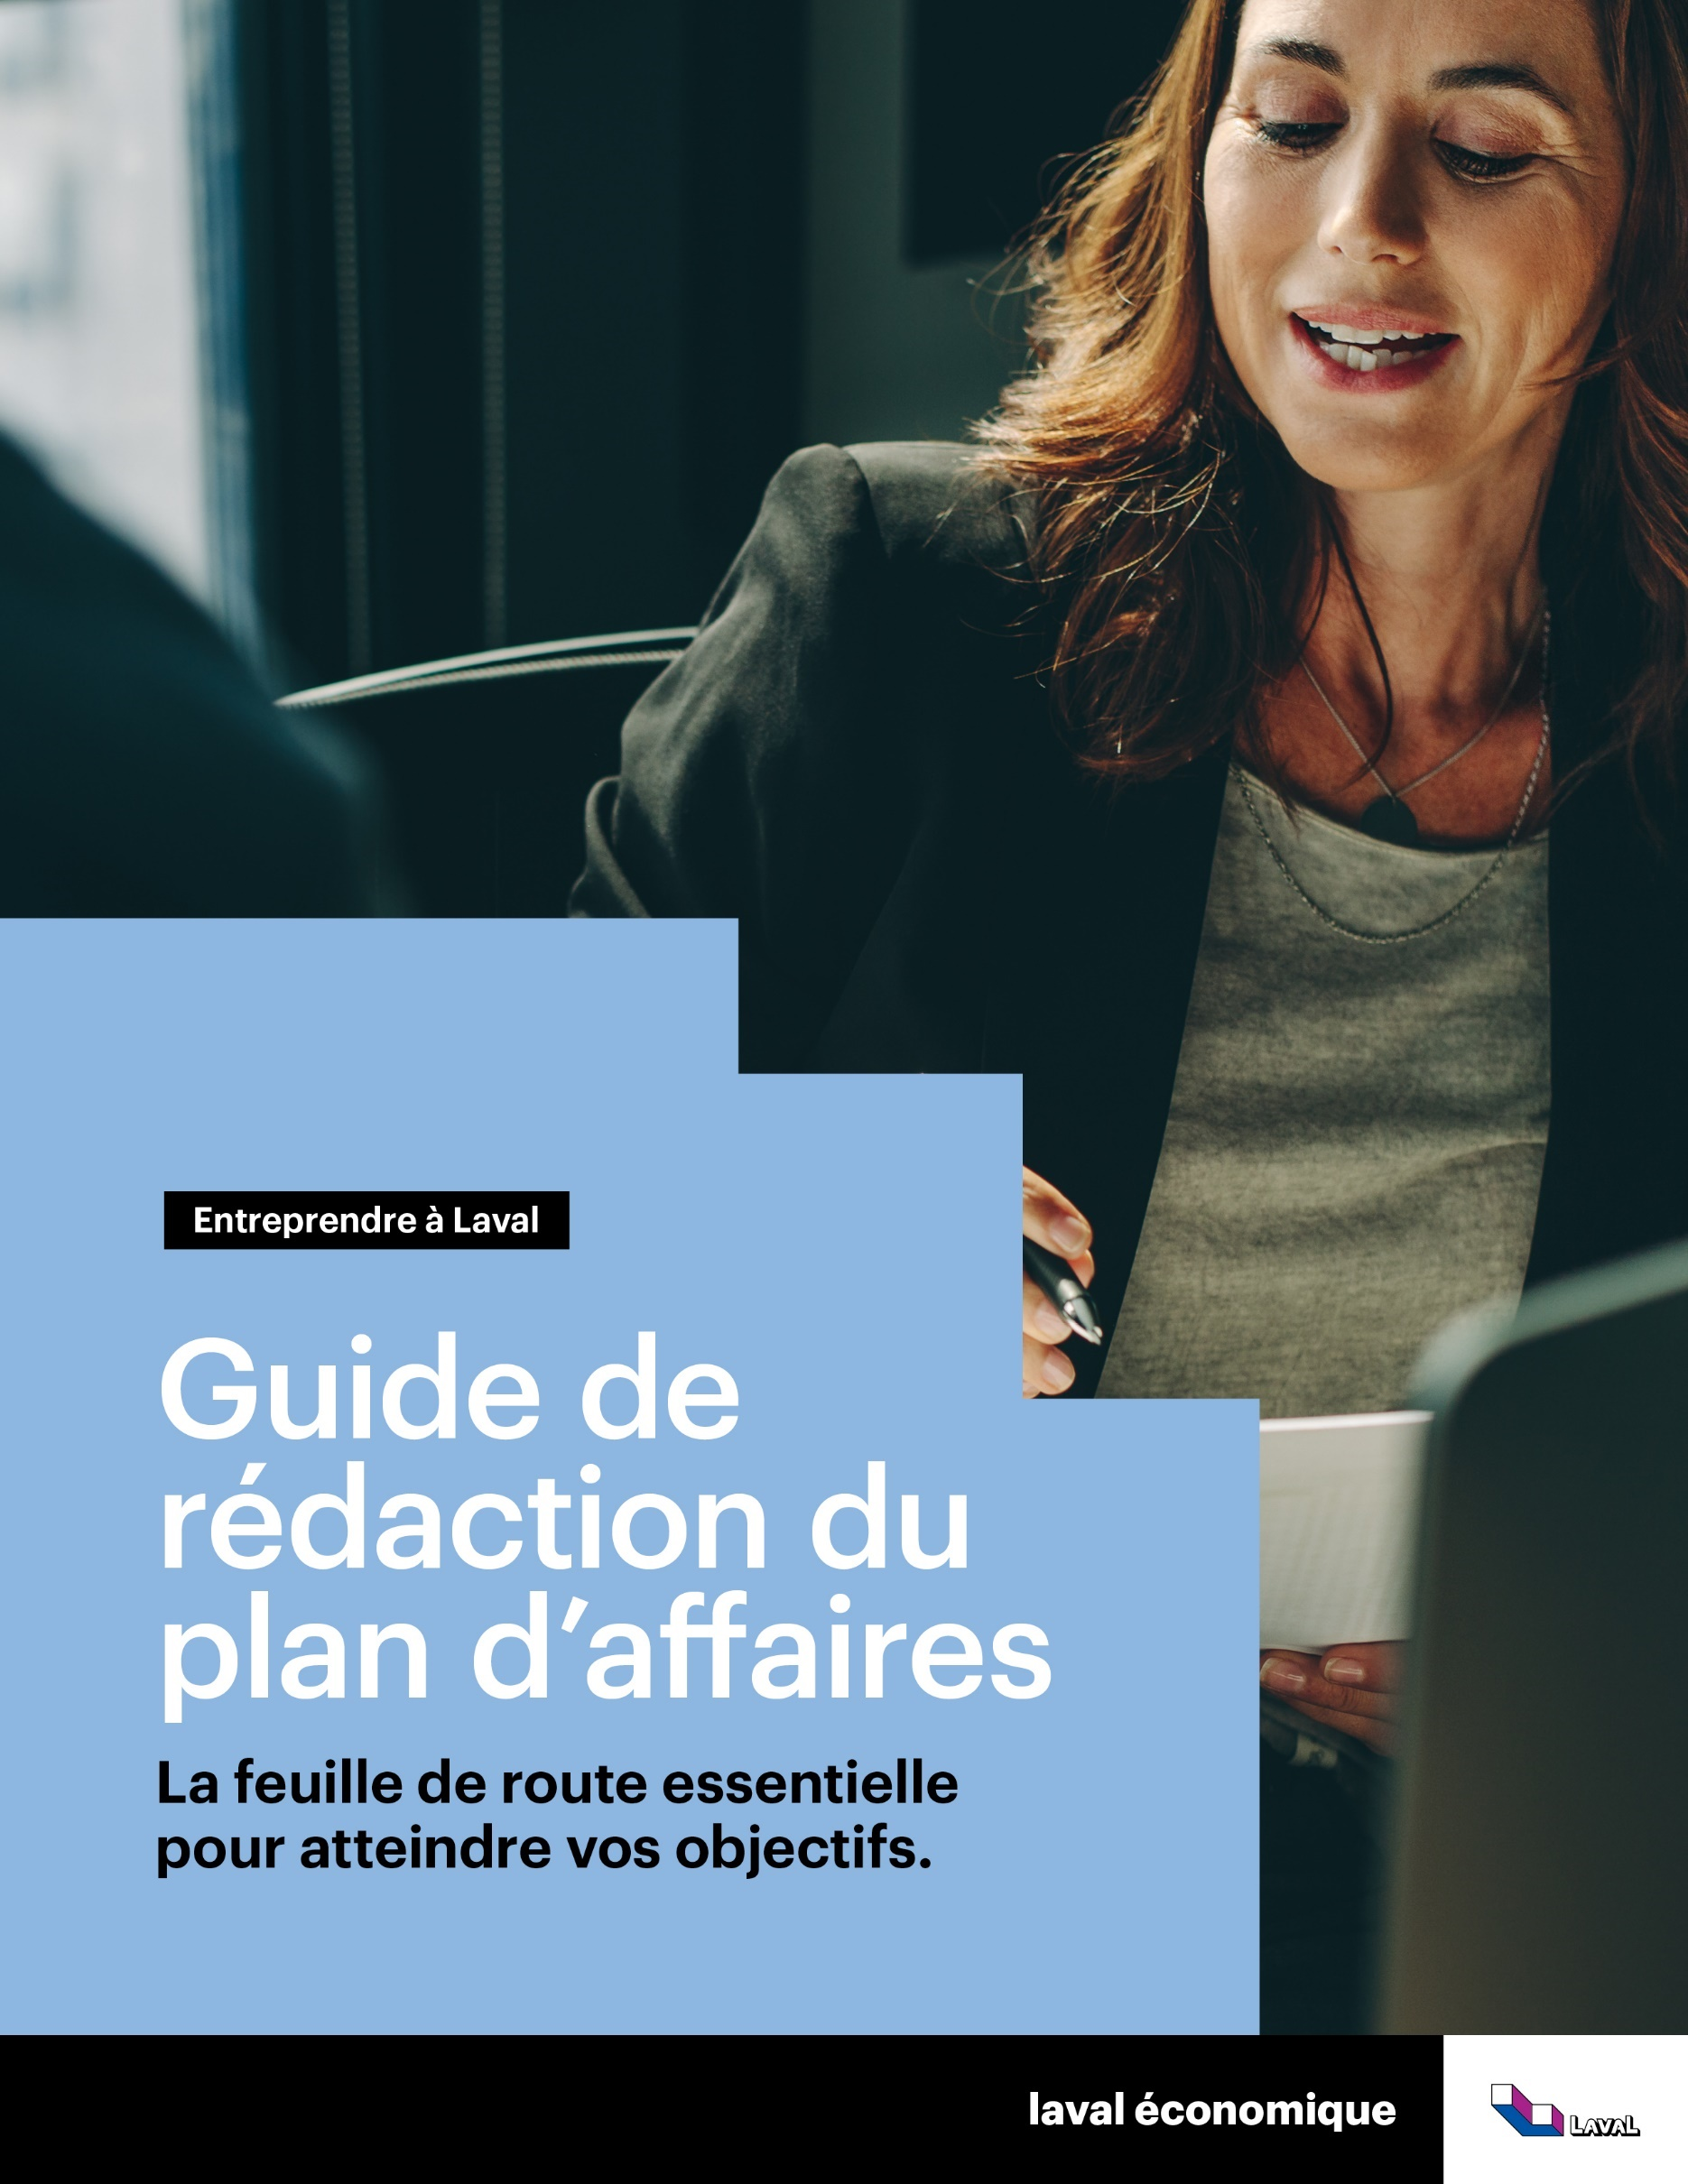 Entreprendre à Laval
Guide de
rédaction du
plan d’affaires
La feuille de route essentielle
pour atteindre vos objectifs.
laval économique
LAVAL